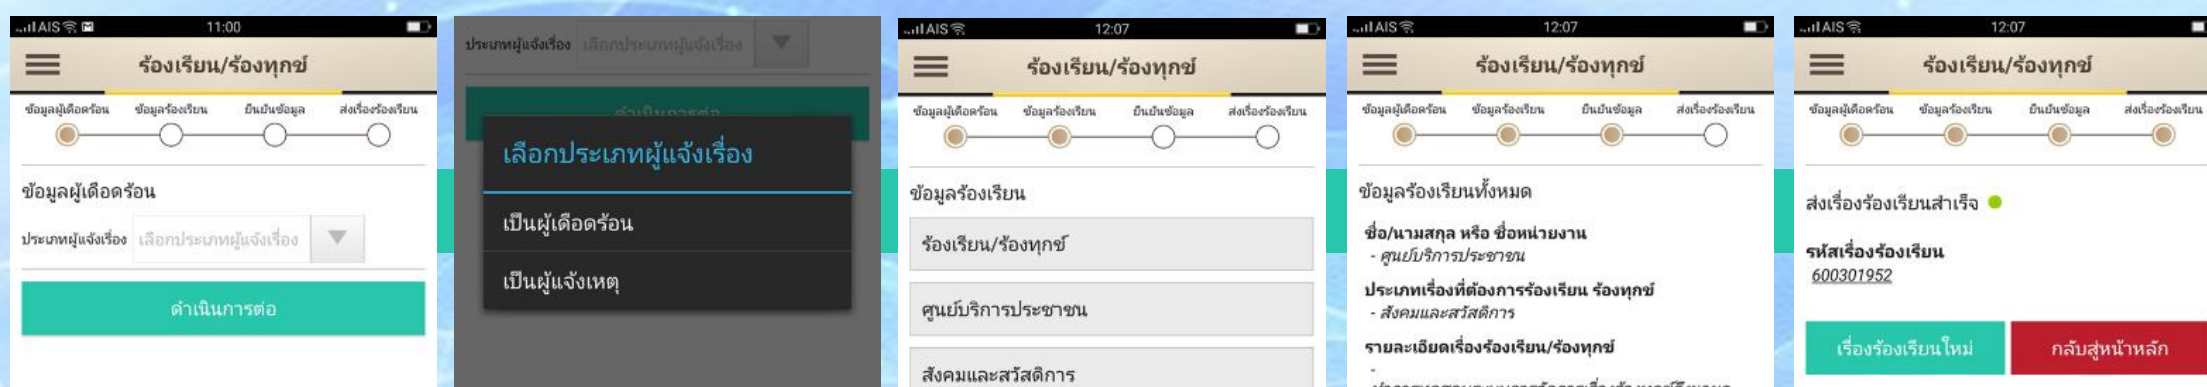 AIS 11:00
ร้องเรียน/ร้องทุกข์
ข้อมูลผู้เดือดร้อน ข้อมูลร้องเรียน ยืนยันข้อมูล ส่งเรื่องร้องเรียน
ข้อมูลผู้เดือดร้อน
ประเภทผู้แจ้งเรื่อง เลือกประเภทผู้แจ้งเรื่อง
ดำเนินการต่อ
ประเภทผู้แจ้งเรื่อง เลือกประเภทผู้แจ้งเรื่อง
ดำเนินการต่อ
เลือกประเภทผู้แจ้งเรื่อง
เป็นผู้เดือดร้อน
เป็นผู้แจ้งเหตุ
AIS 12:07
ร้องเรียน/ร้องทุกข์
ข้อมูลผู้เดือดร้อน ข้อมูลร้องเรียน ยืนยันข้อมูล ส่งเรื่องร้องเรียน
ข้อมูลร้องเรียน
ร้องเรียน/ร้องทุกข์
ศูนย์บริการประชาชน
สังคมและสวัสดิการ
AIS 12:07
ร้องเรียน/ร้องทุกข์
ข้อมูลผู้เดือดร้อน ข้อมูลร้องเรียน ยืนยันข้อมูล ส่งเรื่องร้องเรียน
ข้อมูลร้องเรียนทั้งหมด
ชื่อ/นามสกุล หรือ ชื่อหน่วยงาน
- ศูนย์บริการประชาชน
ประเภทเรื่องที่ต้องการร้องเรียน ร้องทุกข์
- สังคมและสวัสดิการ
รายละเอียดเรื่องร้องเรียน/ร้องทุกข์
-
AIS 12:07
ร้องเรียน/ร้องทุกข์
ข้อมูลผู้เดือดร้อน ข้อมูลร้องเรียน ยืนยันข้อมูล ส่งเรื่องร้องเรียน
ส่งเรื่องร้องเรียนสำเร็จ
รหัสเรื่องร้องเรียน
600301952
เรื่องร้องเรียนใหม่ กลับสู่หน้าหลัก